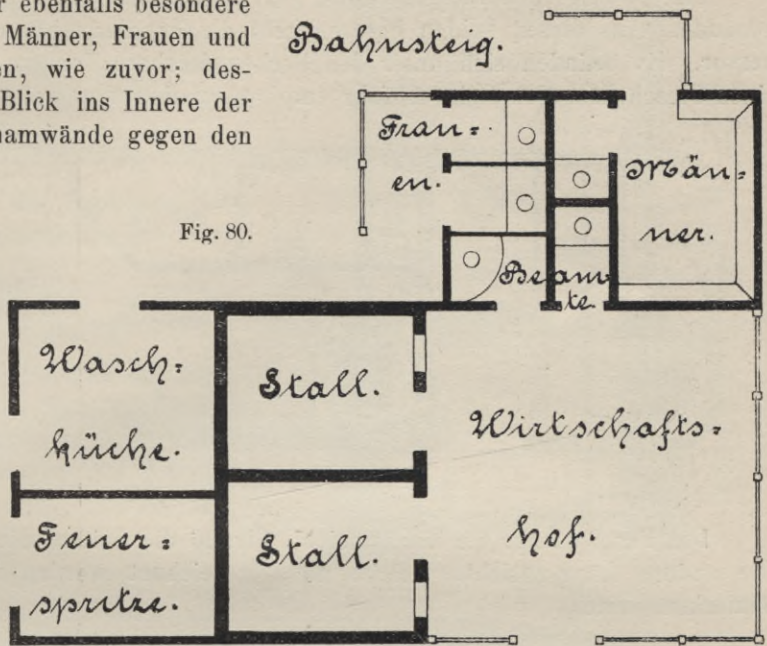 r ebenfalls besondere
Männer, Frauen und
en, wie zuvor; des-
Blick ins Innere der
namwände gegen den
Fig. 80.
Bahnsteig.
Frau=
en.
Män=
ner.
Beam
te
Wasch=
küche.
Stall.
Wirtschafts=
hof.
Feuer=
spritze.
Stall.